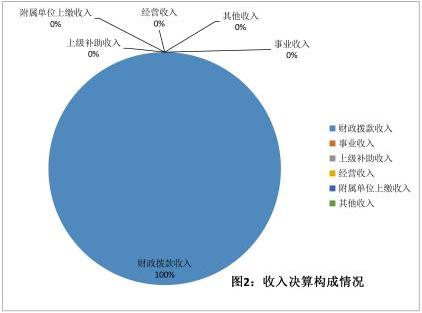 附属单位上缴收入
0%
经营收入
0%
其他收入
0%
上级补助收入
0%
事业收入
0%
财政拨款收入
100%
财政拨款收入
事业收入
上级补助收入
经营收入
附属单位上缴收入
其他收入
图2：收入决算构成情况